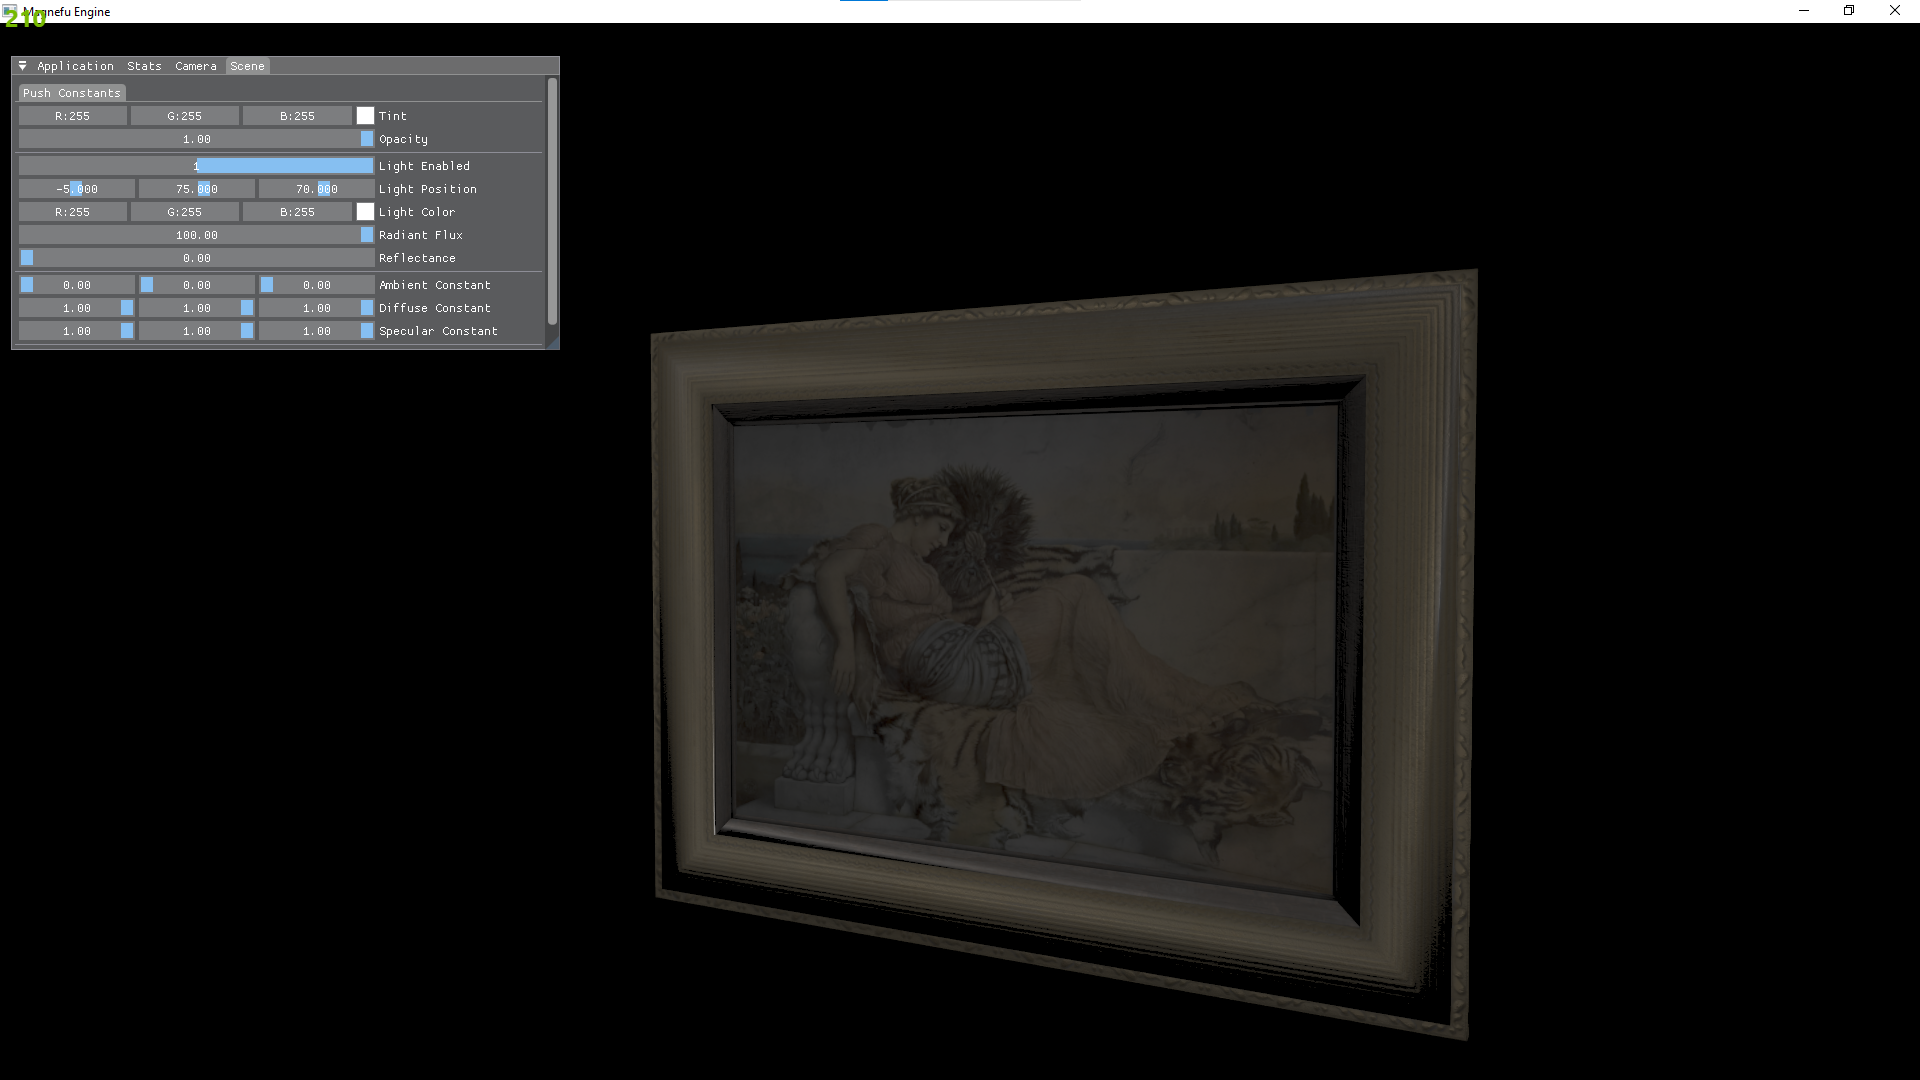 210
Magnefu Engine
Application Stats Camera Scene
Push Constants
R:255 G:255 B:255 Tint
1.00 Opacity
1 Light Enabled
-5.000 75.000 70.000 Light Position
R:255 G:255 B:255 Light Color
100.00 Radiant Flux
0.00 Reflectance
0.00 0.00 0.00 Ambient Constant
1.00 1.00 1.00 Diffuse Constant
1.00 1.00 1.00 Specular Constant